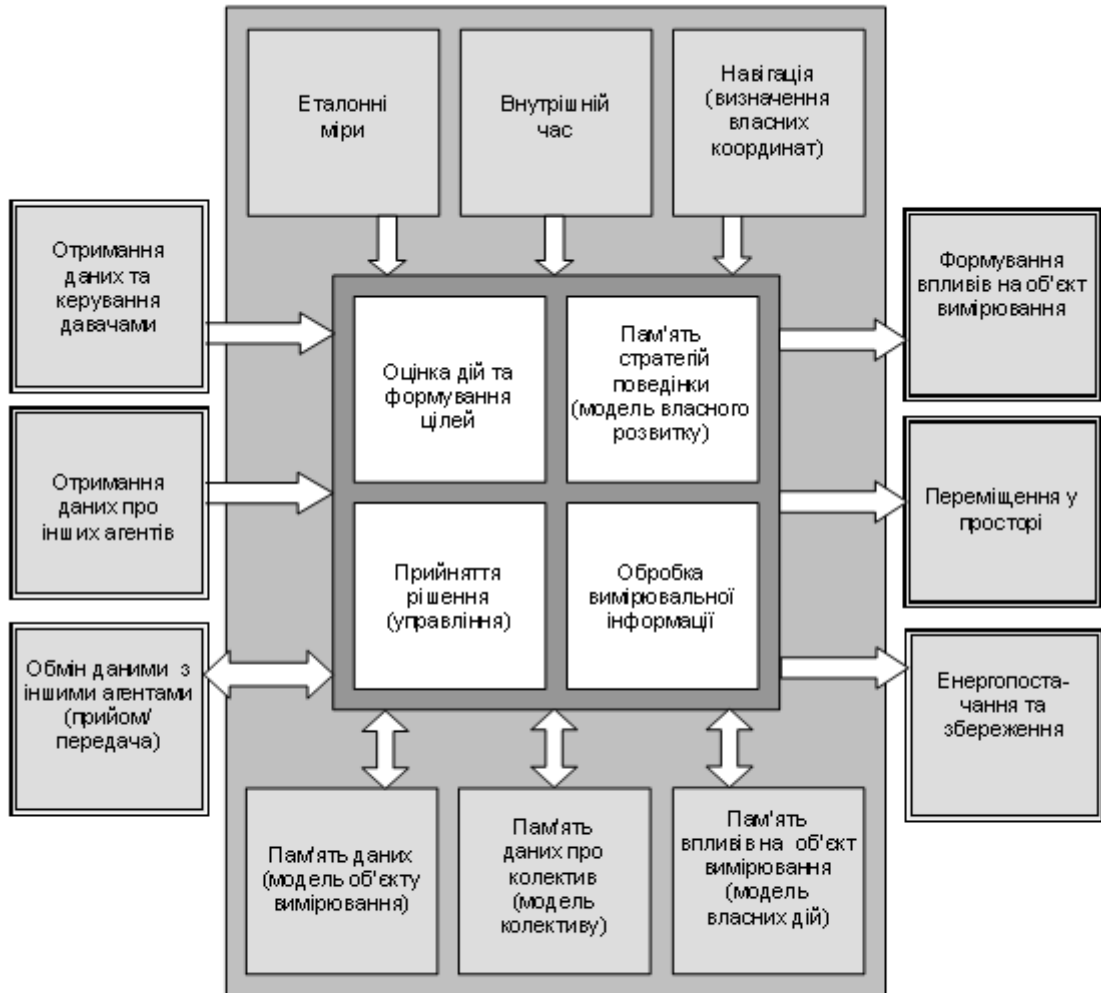 Еталонні
міри
Внутрішній
час
Навігація
(визначення
власних
координат)
Отримання
даних та
керування
давачами
Отримання
даних про
інших агентів
Обмін даними з
іншими агентами
(прийом/
передача)
Оцінка дій та
формування
цілей
Пам'ять
стратегій
поведінки
(модель власного
розвитку)
Прийняття
рішення
(управління)
Обробка
вимірювальної
інформації
Формування
впливів на об'єкт
вимірювання
Переміщення у
просторі
Енергопоста-
чання та
збереження
Пам'ять даних
(модель об'єкту
вимірювання)
Пам'ять
даних про
колектив
(модель
колективу)
Пам'ять
впливів на об'єкт
вимірювання
(модель
власних дій)